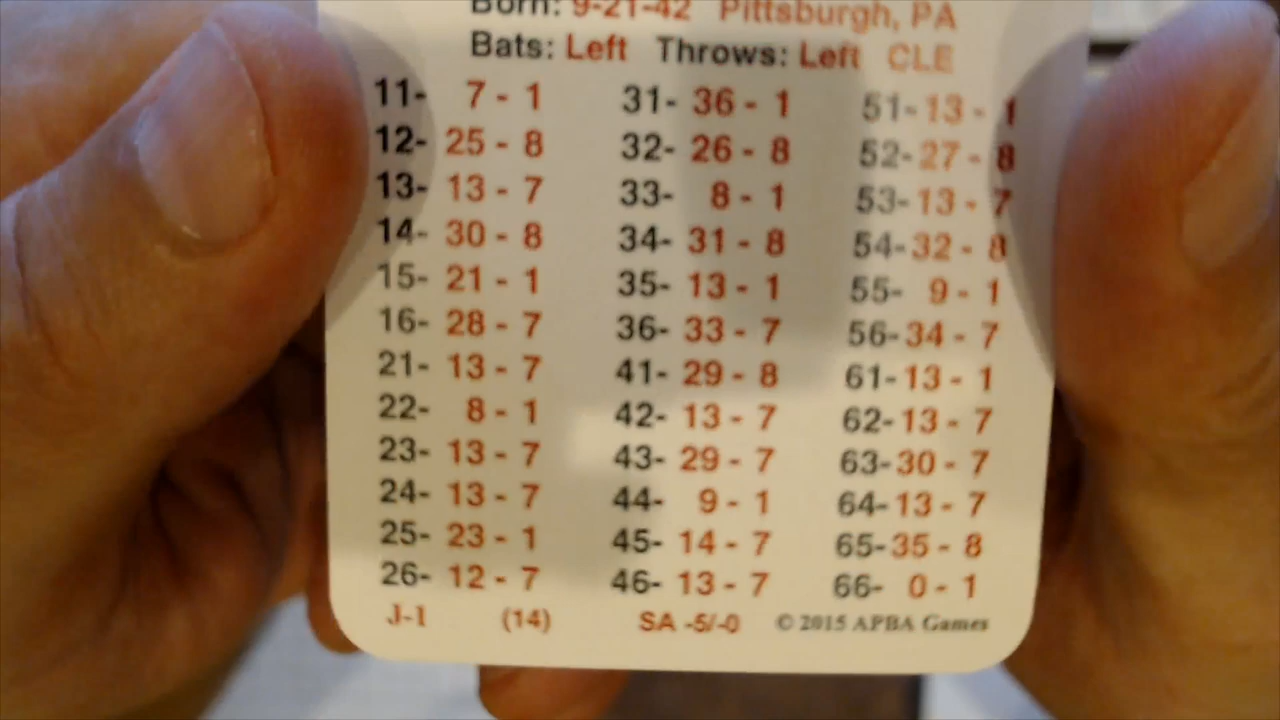 Born: 9-21-42 Pittsburgh, PA
Bats: Left Throws: Left CLE
11- 7 - 1 31- 36 - 1 51- 13 - 1
12- 25 - 8 32- 26 - 8 52- 27 - 8
13- 13 - 7 33- 8 - 1 53- 13 - 7
14- 30 - 8 34- 31 - 8 54- 32 - 8
15- 21 - 1 35- 13 - 1 55- 9 - 1
16- 28 - 7 36- 33 - 7 56- 34 - 7
21- 13 - 7 41- 29 - 8 61- 13 - 1
22- 8 - 1 42- 13 - 7 62- 13 - 7
23- 13 - 7 43- 29 - 7 63- 30 - 7
24- 13 - 7 44- 9 - 1 64- 13 - 7
25- 23 - 1 45- 14 - 7 65- 35 - 8
26- 12 - 7 46- 13 - 7 66- 0 - 1
J-1 (14) SA -5/-0 © 2015 APBA Games